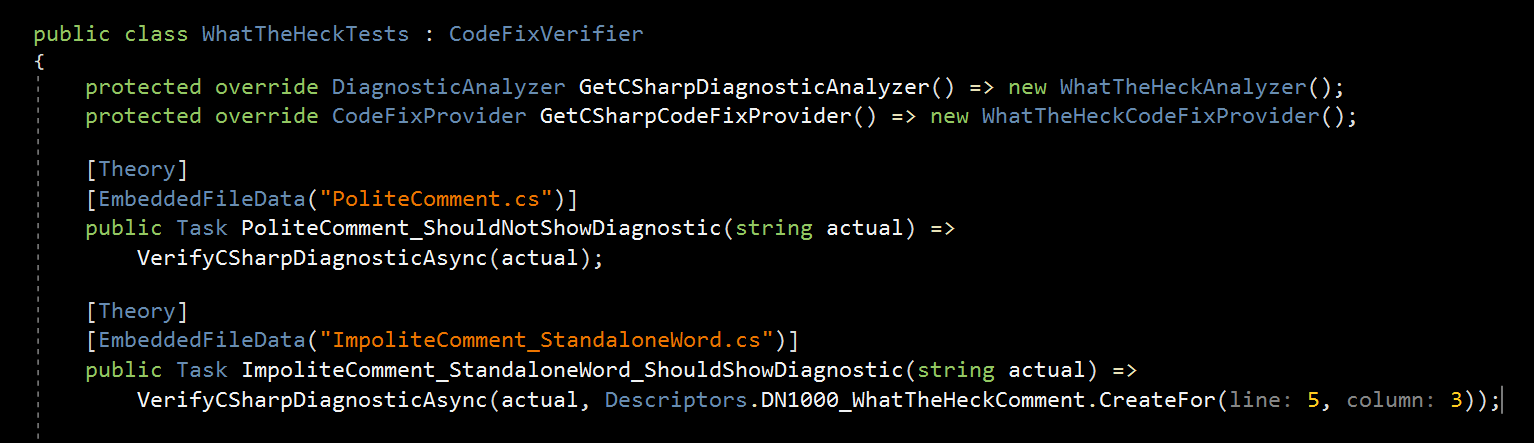 public class WhatTheHeckTests : CodeFixVerifier
{
protected override DiagnosticAnalyzer GetCSharpDiagnosticAnalyzer() => new WhatTheHeckAnalyzer();
protected override CodeFixProvider GetCSharpCodeFixProvider() => new WhatTheHeckCodeFixProvider();
[Theory]
[EmbeddedFileData("PoliteComment.cs")]
public Task PoliteComment_ShouldNotShowDiagnostic(string actual) =>
VerifyCSharpDiagnosticAsync(actual);
[Theory]
[EmbeddedFileData("ImpoliteComment_StandaloneWord.cs")]
public Task ImpoliteComment_StandaloneWord_ShouldShowDiagnostic(string actual) =>
VerifyCSharpDiagnosticAsync(actual, Descriptors.DN1000_WhatTheHeckComment.CreateFor(line: 5, column: 3));